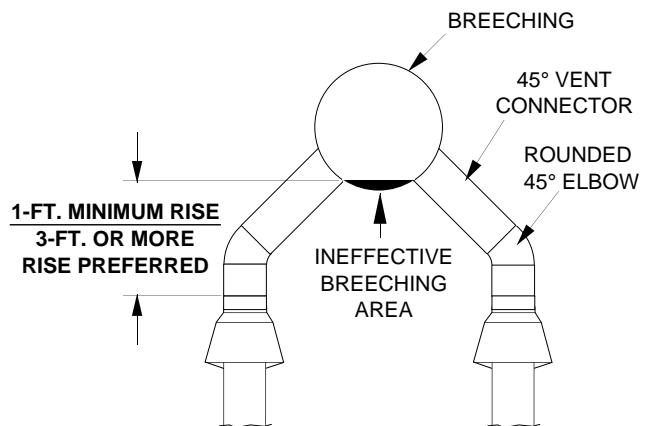 BREECHING
45° VENT
CONNECTOR
ROUNDED
45° ELBOW
1-FT. MINIMUM RISE
3-FT. OR MORE
RISE PREFERRED
INEFFECTIVE
BREECHING
AREA